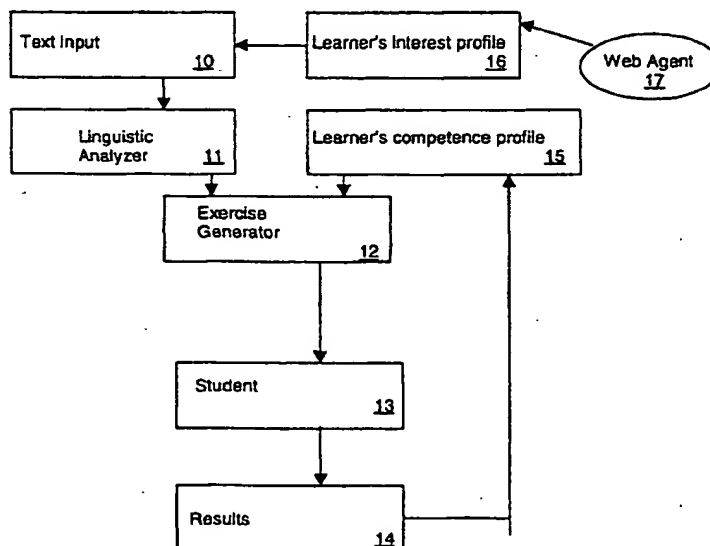 Text Input
10
Learner's Interest profile
16
Web Agent
17
Linguistic
Analyzer
11
Learner's competence profile
15
Exercise
Generator
12
Student
13
Results
14